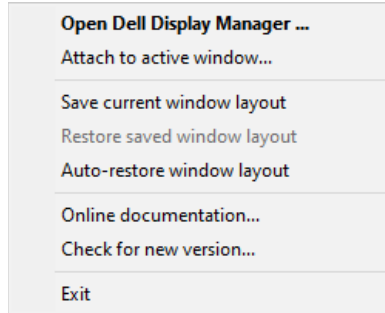 Open Dell Display Manager ...
Attach to active window...
Save current window layout
Restore saved window layout
Auto-restore window layout
Online documentation...
Check for new version...
Exit